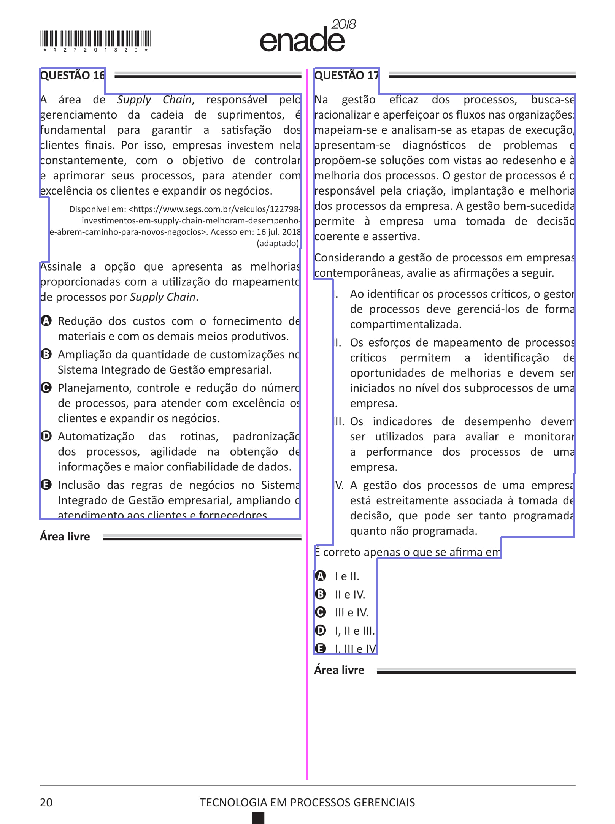 enade 2018
QUESTÃO 16
A área de Supply Chain, responsável pelo
gerenciamento da cadeia de suprimentos, é
fundamental para garantir a satisfação dos
clientes finais. Por isso, empresas investem nela
constantemente, com o objetivo de controlar
e aprimorar seus processos, para atender com
excelência os clientes e expandir os negócios.
Disponível em: <https://www.segs.com.br/veiculos/122798-
investimentos-em-supply-chain-melhoram-desempenho-
e-abrem-caminho-para-novos-negocios>. Acesso em: 16 jul. 2018
(adaptado).
Assinale a opção que apresenta as melhorias
proporcionadas com a utilização do mapeamento
de processos por Supply Chain.
A Redução dos custos com o fornecimento de
materiais e com os demais meios produtivos.
B Ampliação da quantidade de customizações no
Sistema Integrado de Gestão empresarial.
C Planejamento, controle e redução do número
de processos, para atender com excelência os
clientes e expandir os negócios.
D Automatização das rotinas, padronização
dos processos, agilidade na obtenção de
informações e maior confiabilidade de dados.
E Inclusão das regras de negócios no Sistema
Integrado de Gestão empresarial, ampliando o
atendimento aos clientes e fornecedores
Área livre
QUESTÃO 17
Na gestão eficaz dos processos, busca-se
racionalizar e aperfeiçoar os fluxos nas organizações:
mapeiam-se e analisam-se as etapas de execução,
apresentam-se diagnósticos de problemas e
propõem-se soluções com vistas ao redesenho e à
melhoria dos processos. O gestor de processos é o
responsável pela criação, implantação e melhoria
dos processos da empresa. A gestão bem-sucedida
permite à empresa uma tomada de decisão
coerente e assertiva.
Considerando a gestão de processos em empresas
contemporâneas, avalie as afirmações a seguir.
I. Ao identificar os processos críticos, o gestor
de processos deve gerenciá-los de forma
compartimentalizada.
II. Os esforços de mapeamento de processos
críticos permitem a identificação de
oportunidades de melhorias e devem ser
iniciados no nível dos subprocessos de uma
empresa.
III. Os indicadores de desempenho devem
ser utilizados para avaliar e monitorar
a performance dos processos de uma
empresa.
IV. A gestão dos processos de uma empresa
está estreitamente associada à tomada de
decisão, que pode ser tanto programada
quanto não programada.
É correto apenas o que se afirma em
A I e II.
B II e IV.
C III e IV.
D I, II e III.
E I, III e IV
Área livre
20 TECNOLOGIA EM PROCESSOS GERENCIAIS